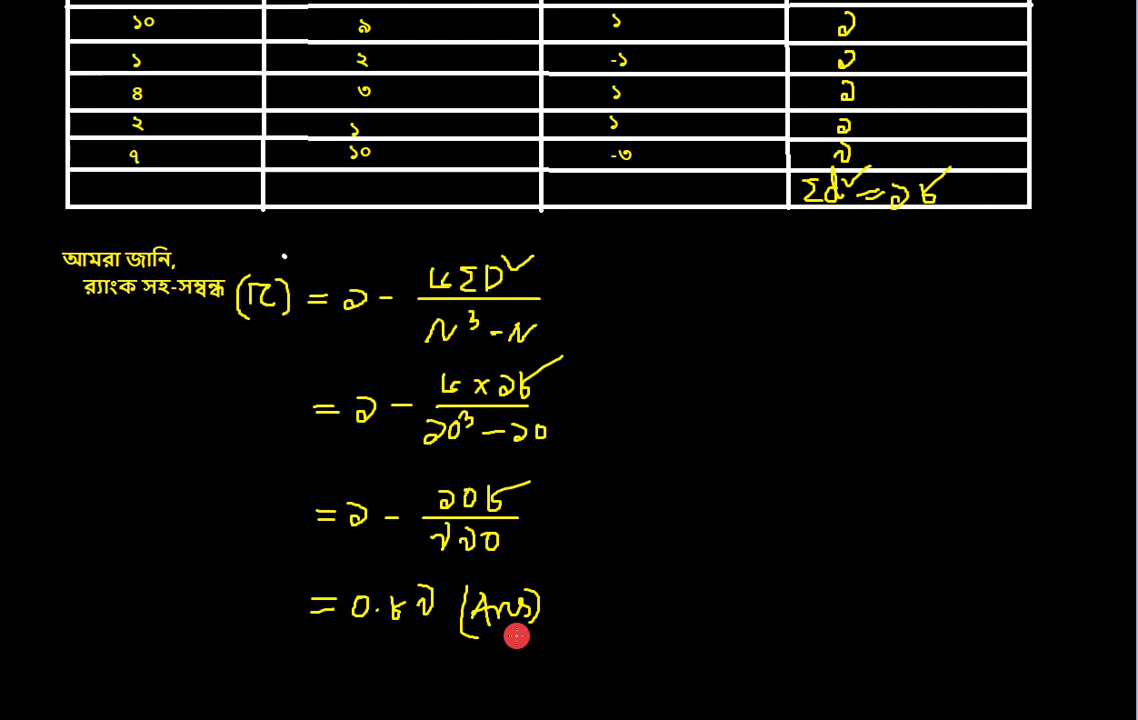 ১০ ৯ ১ ১
১ ২ -১ ১
৪ ৩ ১ ১
২ ১ ১ ১
৭ ১০ -৩ ৯
Σd² = ১৮
আমরা জানি,
র‍্যাংক সহ-সম্বন্ধ (r) = ১ - ৬ΣD² / N³ - N
= ১ - ৬ × ১৮ / ১০³ - ১০
= ১ - ১০৮ / ৯৯০
= ০.৮৯ (Ans)